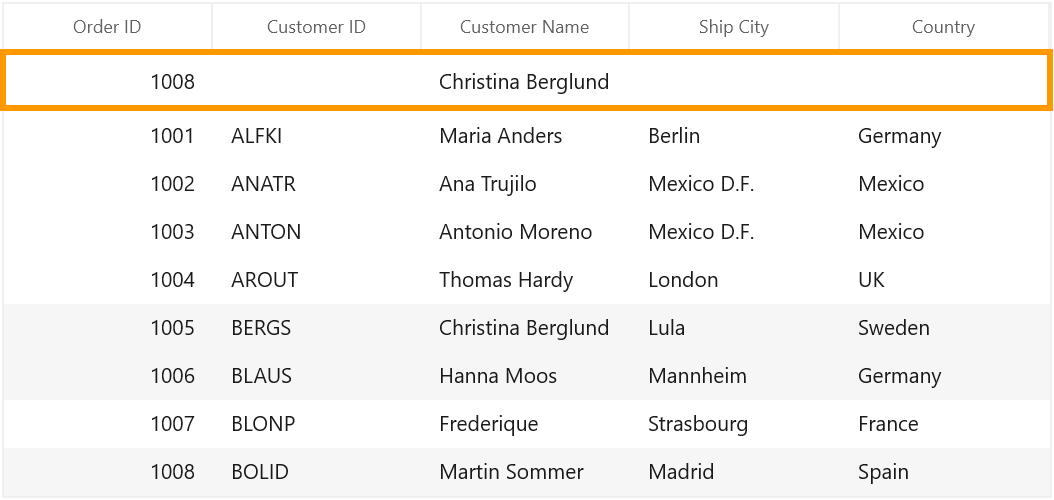 Order ID Customer ID Customer Name Ship City Country
1008 Christina Berglund
1001 ALFKI Maria Anders Berlin Germany
1002 ANATR Ana Trujilo Mexico D.F. Mexico
1003 ANTON Antonio Moreno Mexico D.F. Mexico
1004 AROUT Thomas Hardy London UK
1005 BERGS Christina Berglund Lula Sweden
1006 BLAUS Hanna Moos Mannheim Germany
1007 BLONP Frederique Strasbourg France
1008 BOLID Martin Sommer Madrid Spain